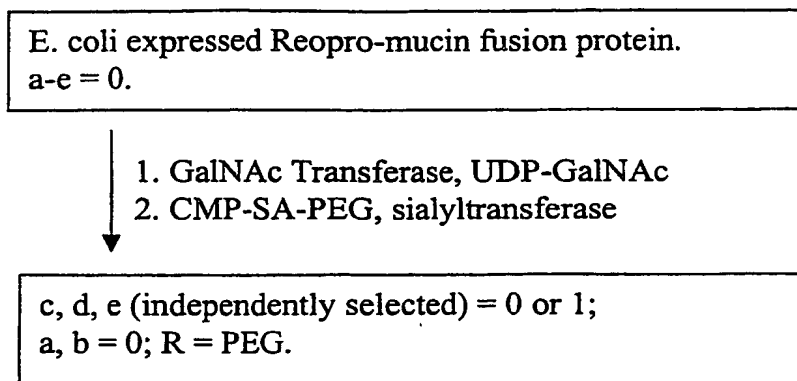 E. coli expressed Reopro-mucin fusion protein.
a-e = 0.
1. GalNAc Transferase, UDP-GalNAc
2. CMP-SA-PEG, sialyltransferase
c, d, e (independently selected) = 0 or 1;
a, b = 0; R = PEG.